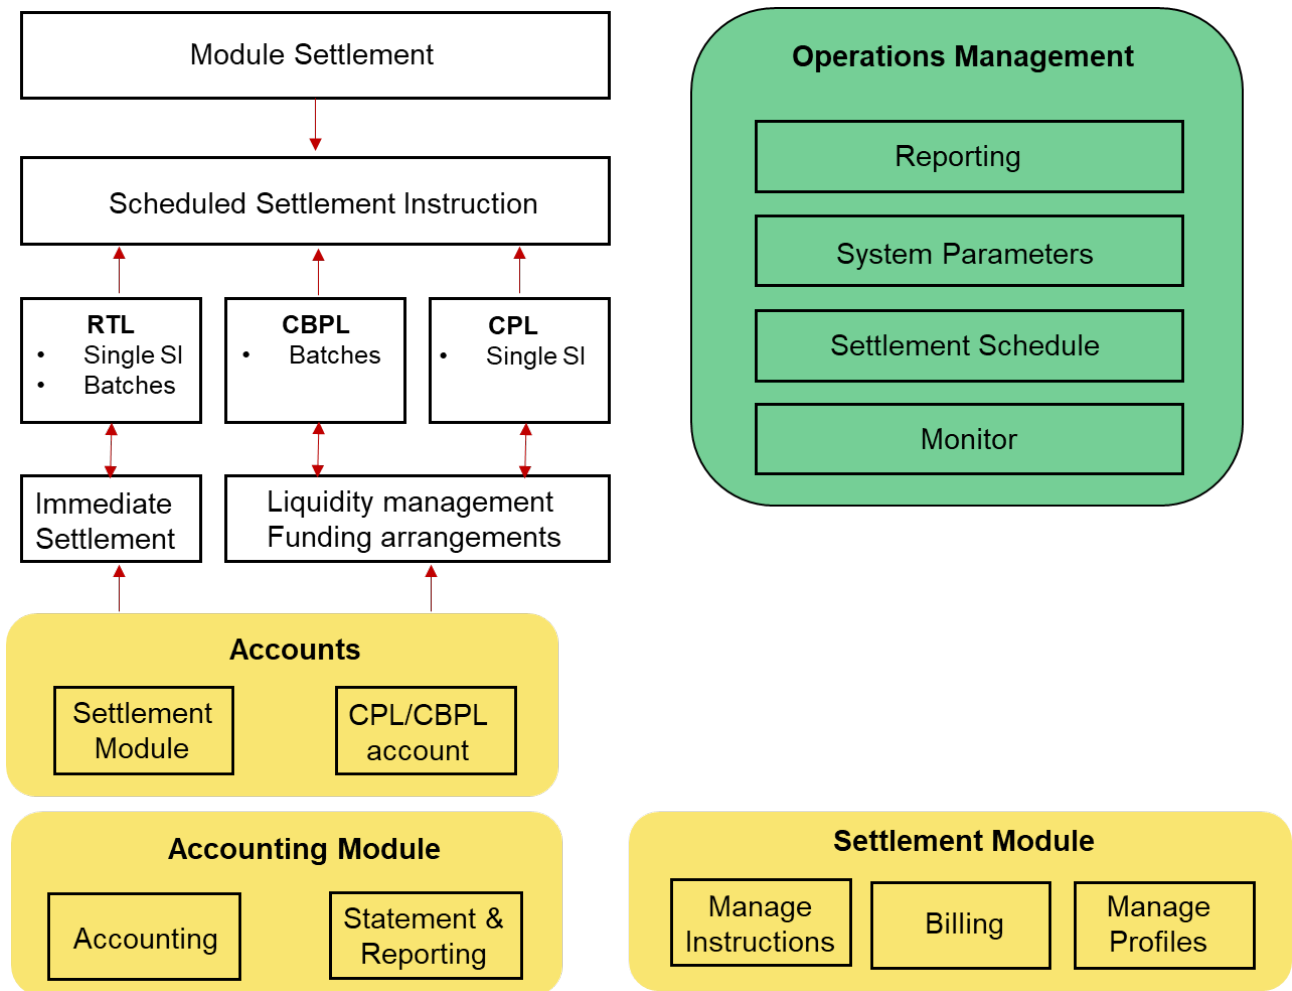 Module Settlement
Scheduled Settlement Instruction
RTL
• Single SI
• Batches
CBPL
• Batches
CPL
• Single SI
Immediate
Settlement
Liquidity management
Funding arrangements
Accounts
Settlement
Module
CPL/CBPL
account
Accounting Module
Accounting
Statement &
Reporting
Operations Management
Reporting
System Parameters
Settlement Schedule
Monitor
Settlement Module
Manage
Instructions
Billing
Manage
Profiles